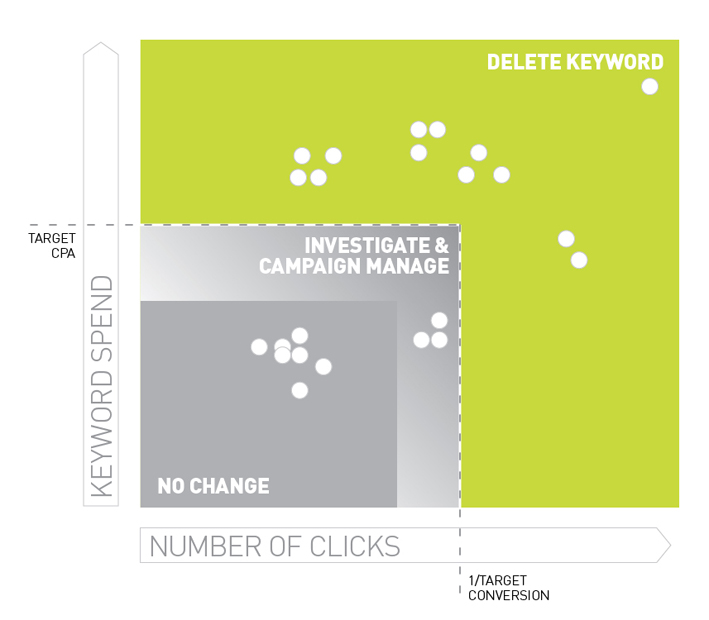 DELETE KEYWORD
TARGET
CPA
INVESTIGATE &
CAMPAIGN MANAGE
KEYWORD SPEND
NO CHANGE
NUMBER OF CLICKS
1/TARGET
CONVERSION